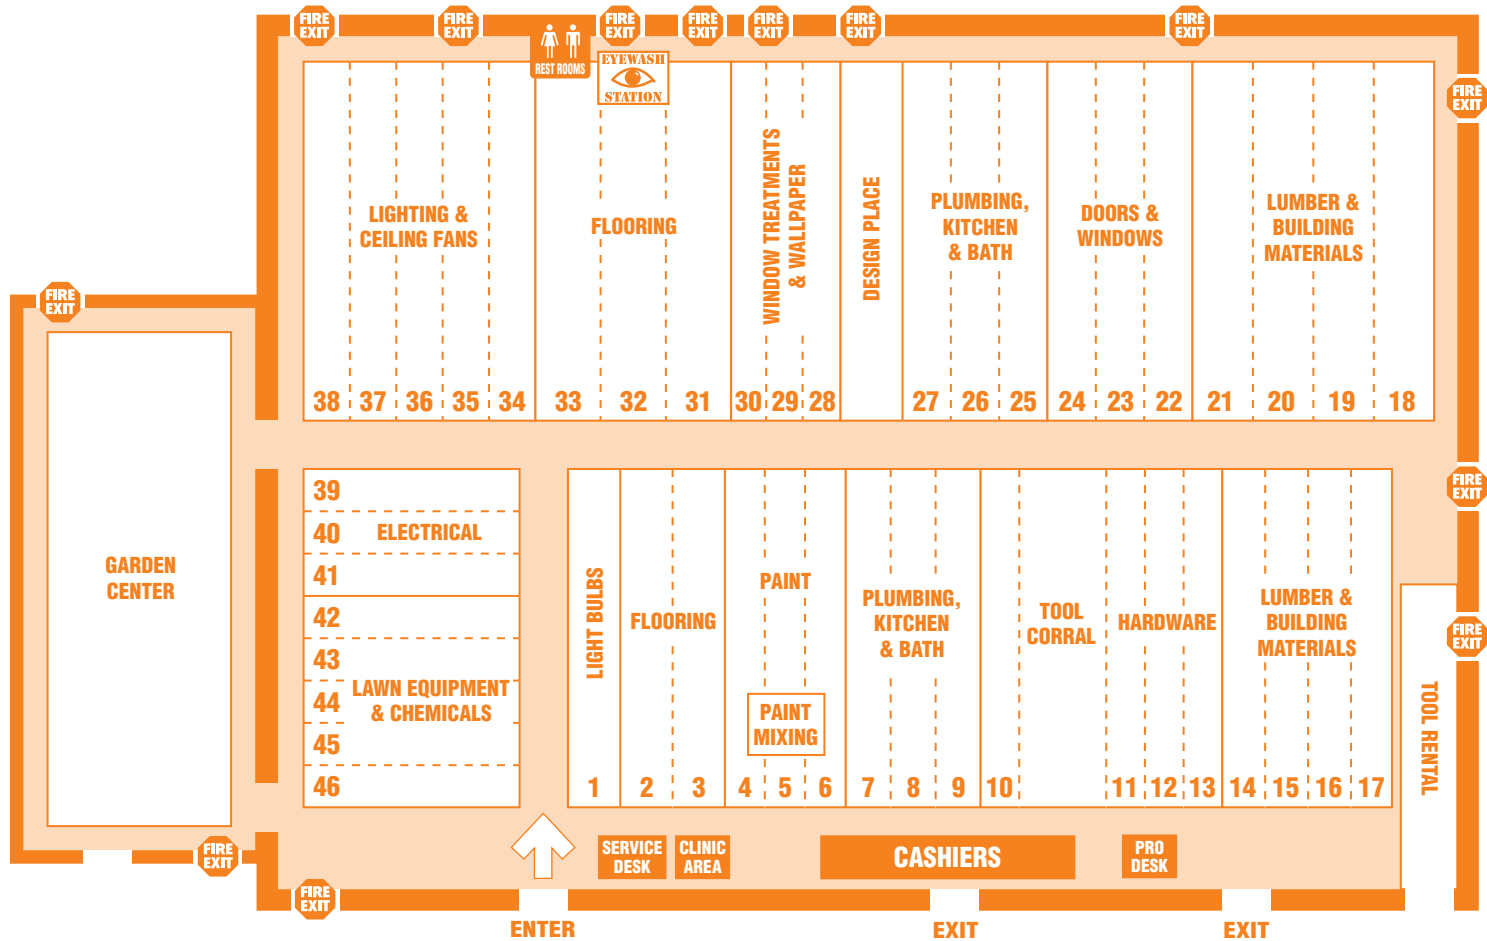 FIRE
EXIT
FIRE
EXIT
FIRE
EXIT
FIRE
EXIT
FIRE
EXIT
FIRE
EXIT
FIRE
EXIT
REST ROOMS
EYEWASH
STATION
FIRE
EXIT
LIGHTING &
CEILING FANS
FLOORING
WINDOW TREATMENTS
& WALLPAPER
DESIGN PLACE
PLUMBING,
KITCHEN
& BATH
DOORS &
WINDOWS
LUMBER &
BUILDING
MATERIALS
FIRE
EXIT
38 37 36 35 34 33 32 31 30 29 28 27 26 25 24 23 22 21 20 19 18
GARDEN
CENTER
39
40 ELECTRICAL
41
42
43
44
45
46
LAWN EQUIPMENT
& CHEMICALS
LIGHT BULBS
FLOORING
PAINT
PAINT
MIXING
PLUMBING,
KITCHEN
& BATH
TOOL
CORRAL
HARDWARE
LUMBER &
BUILDING
MATERIALS
FIRE
EXIT
FIRE
EXIT
TOOL RENTAL
1 2 3 4 5 6 7 8 9 10 11 12 13 14 15 16 17
FIRE
EXIT
SERVICE
DESK
CLINIC
AREA
CASHIERS
PRO
DESK
FIRE
EXIT
ENTER
EXIT
EXIT